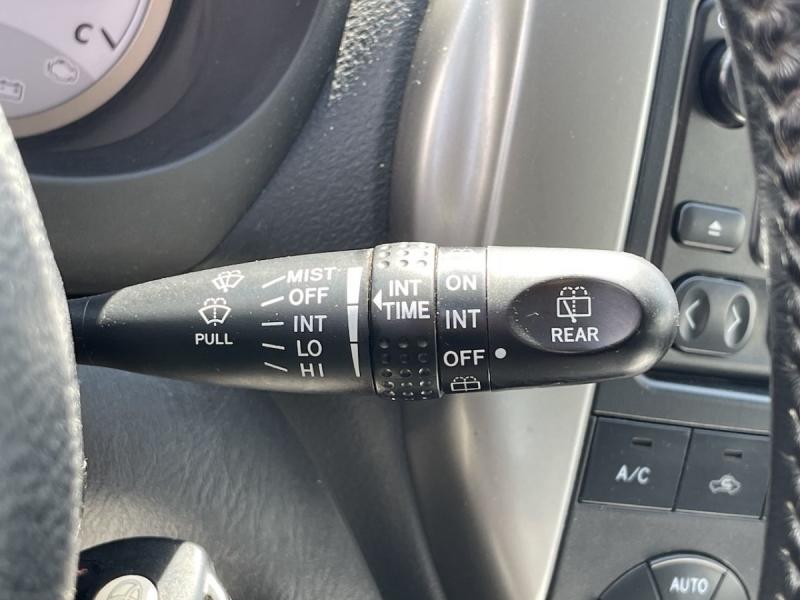 C
MIST
OFF
INT
LO
HI
PULL
INT
TIME
ON
INT
OFF
REAR
A/C
AUTO